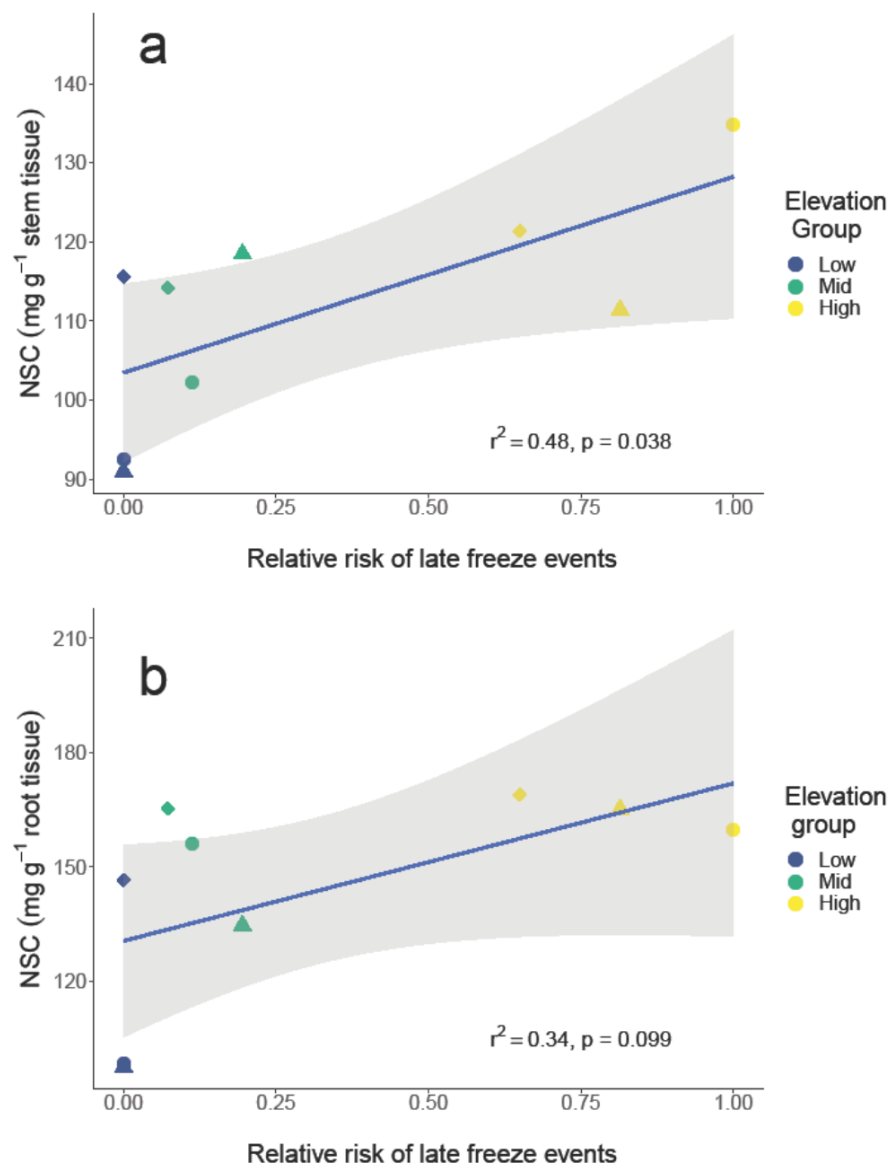 a
NSC (mg g⁻¹ stem tissue)
140
130
120
110
100
90
0.00 0.25 0.50 0.75 1.00
r² = 0.48, p = 0.038
Relative risk of late freeze events
Elevation
Group
Low
Mid
High
b
NSC (mg g⁻¹ root tissue)
210
180
150
120
0.00 0.25 0.50 0.75 1.00
r² = 0.34, p = 0.099
Relative risk of late freeze events
Elevation
group
Low
Mid
High